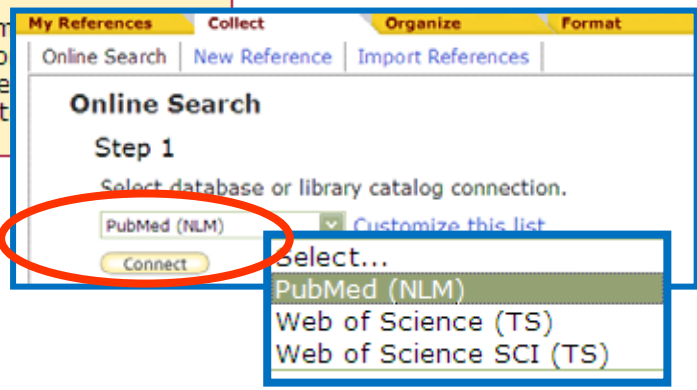 My References Collect Organize Format
Online Search New Reference Import References
Online Search
Step 1
Select database or library catalog connection.
PubMed (NLM) Customize this list
Connect
Select...
PubMed (NLM)
Web of Science (TS)
Web of Science SCI (TS)